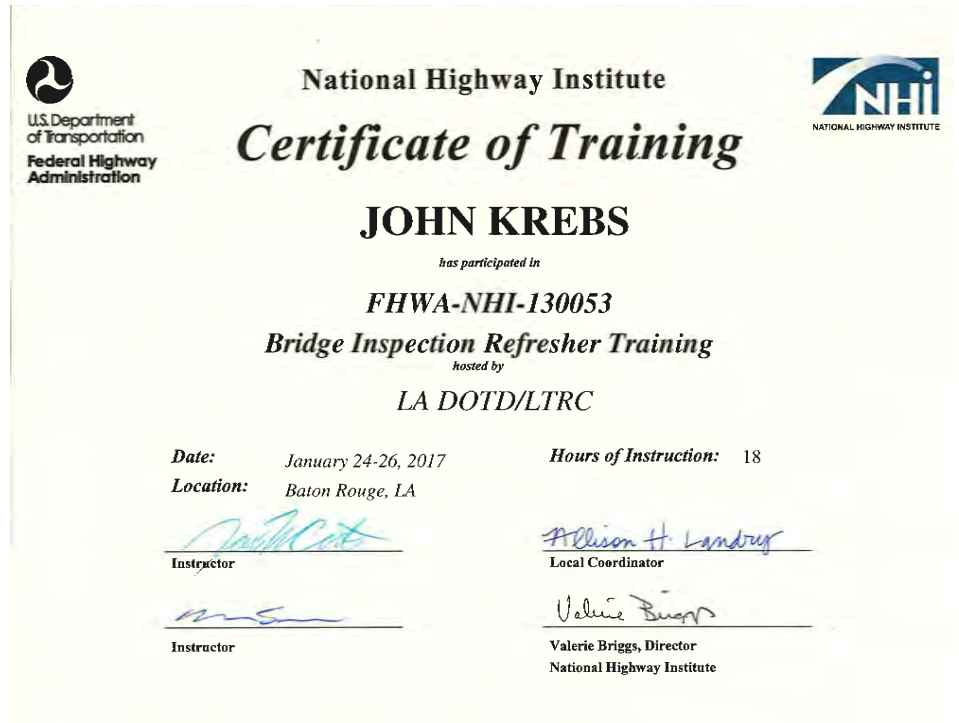 U.S. Department
of Transportation
Federal Highway
Administration
National Highway Institute
NHI
NATIONAL HIGHWAY INSTITUTE
Certificate of Training
JOHN KREBS
has participated in
FHWA-NHI-130053
Bridge Inspection Refresher Training
hosted by
LA DOTD/LTRC
Date: January 24-26, 2017
Hours of Instruction: 18
Location: Baton Rouge, LA
Allison H. Landry
Instructor
Local Coordinator
Valerie Briggs
Instructor
Valerie Briggs, Director
National Highway Institute